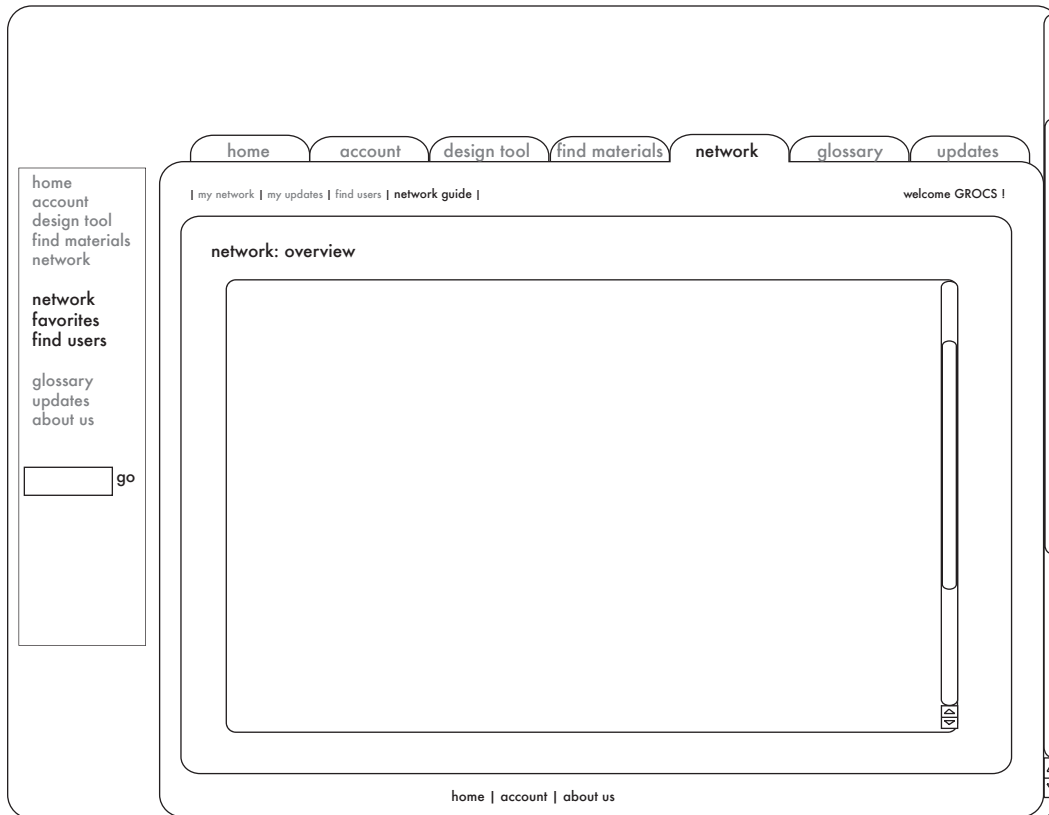 home account design tool find materials network glossary updates
| my network | my updates | find users | network guide |
welcome GROCS !
home
account
design tool
find materials
network
network
favorites
find users
glossary
updates
about us
go
network: overview
home | account | about us